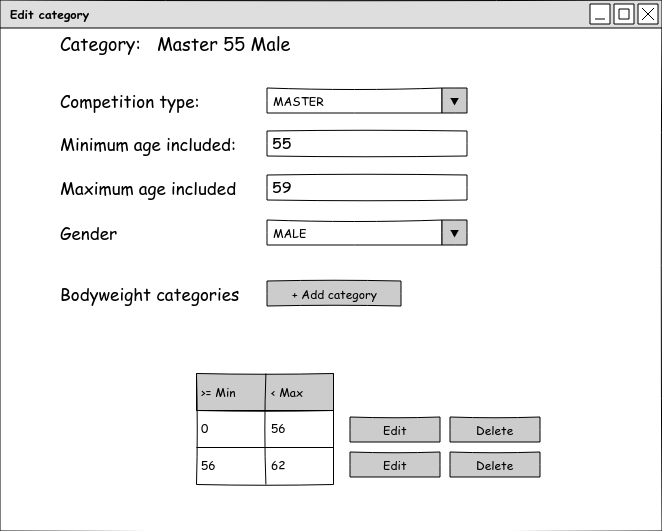 Edit category
Category: Master 55 Male
Competition type: MASTER
Minimum age included: 55
Maximum age included 59
Gender MALE
Bodyweight categories + Add category
>= Min < Max
0 56 Edit Delete
56 62 Edit Delete